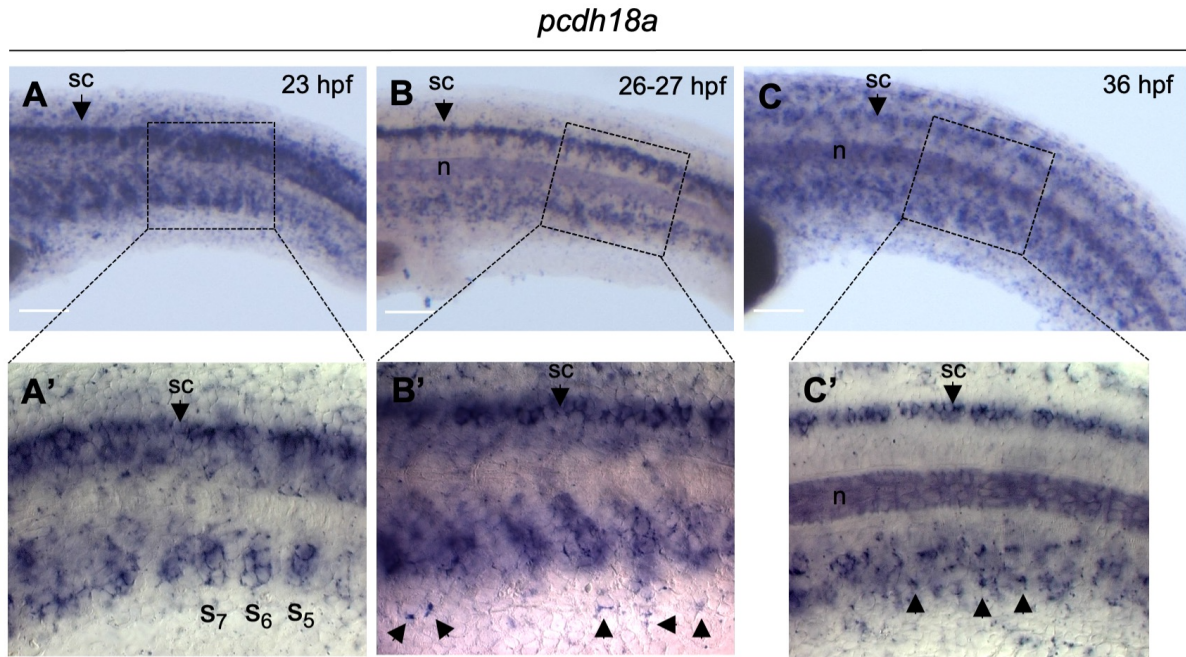 pcdh18a
A sc 23 hpf
B sc 26-27 hpf
n
C sc 36 hpf
n
A' sc
S7 S6 S5
B' sc
C' sc
n